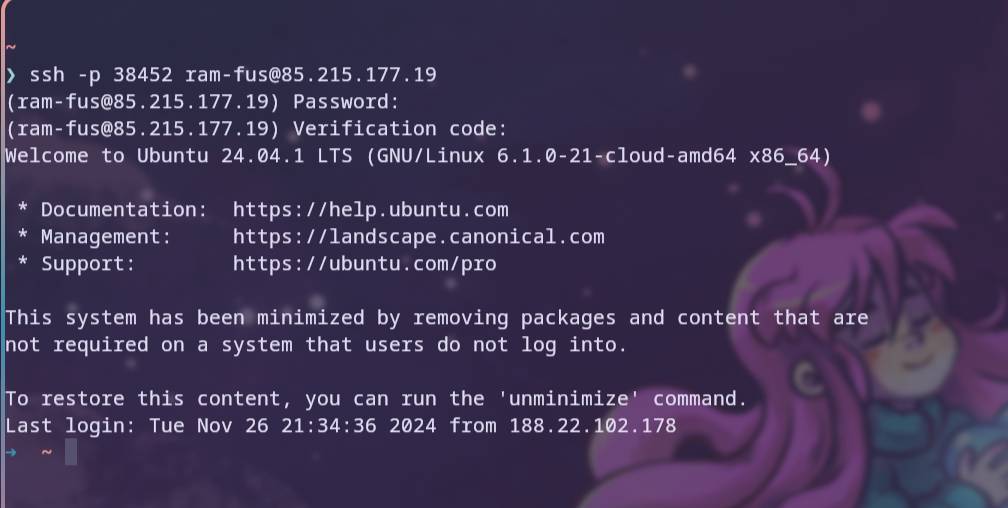 ~
❯ ssh -p 38452 ram-fus@85.215.177.19
(ram-fus@85.215.177.19) Password:
(ram-fus@85.215.177.19) Verification code:
Welcome to Ubuntu 24.04.1 LTS (GNU/Linux 6.1.0-21-cloud-amd64 x86_64)
* Documentation:  https://help.ubuntu.com
* Management:     https://landscape.canonical.com
* Support:        https://ubuntu.com/pro
This system has been minimized by removing packages and content that are
not required on a system that users do not log into.
To restore this content, you can run the 'unminimize' command.
Last login: Tue Nov 26 21:34:36 2024 from 188.22.102.178
➜  ~